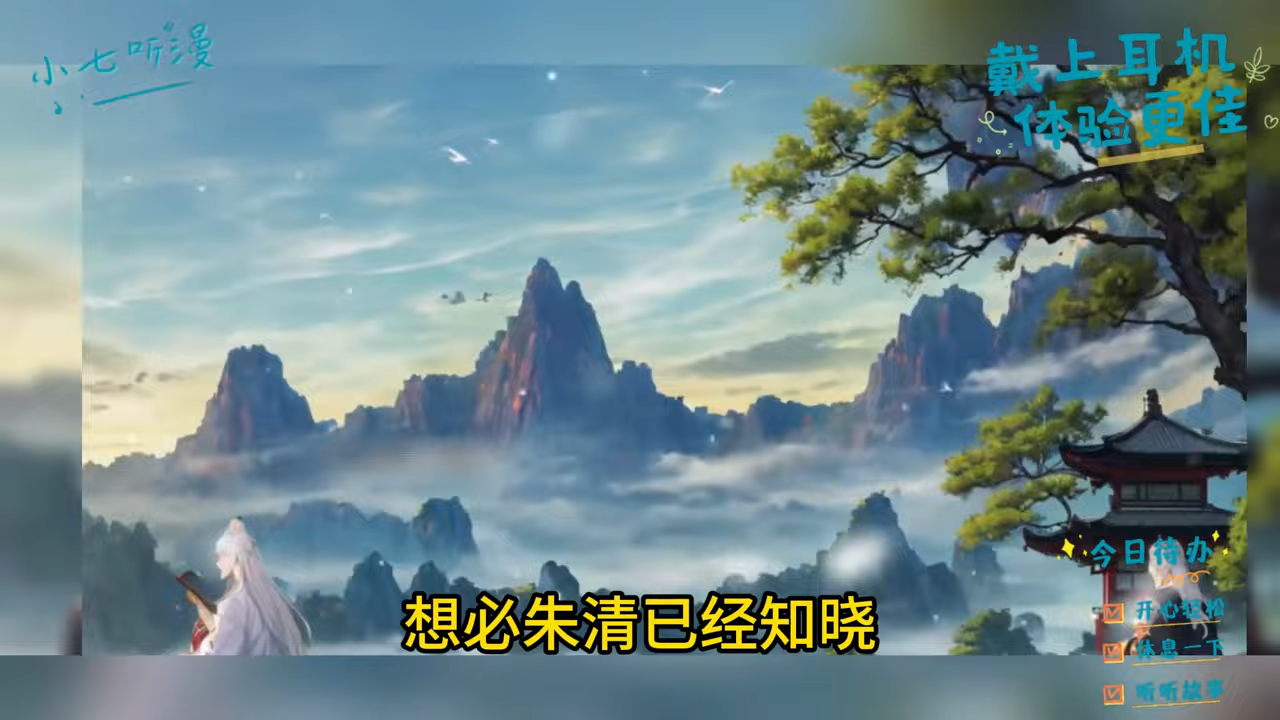 小七听漫
戴上耳机
体验更佳
想必朱清已经知晓
今日待办
开心轻松
休息一下
听听故事